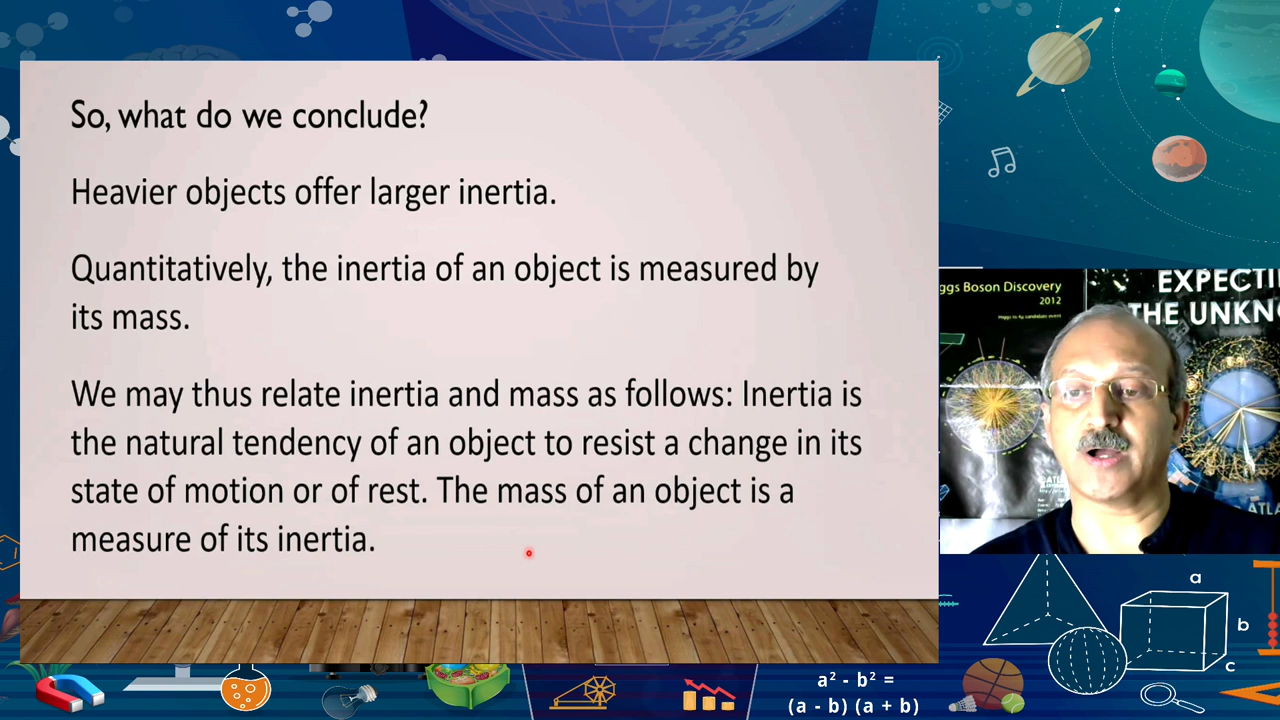 So, what do we conclude?
Heavier objects offer larger inertia.
Quantitatively, the inertia of an object is measured by
its mass.
We may thus relate inertia and mass as follows: Inertia is
the natural tendency of an object to resist a change in its
state of motion or of rest. The mass of an object is a
measure of its inertia.
ggs Boson Discovery
2012
EXPECTI
THE UNKN
ATLA
a
b
c
a² - b² =
(a - b) (a + b)